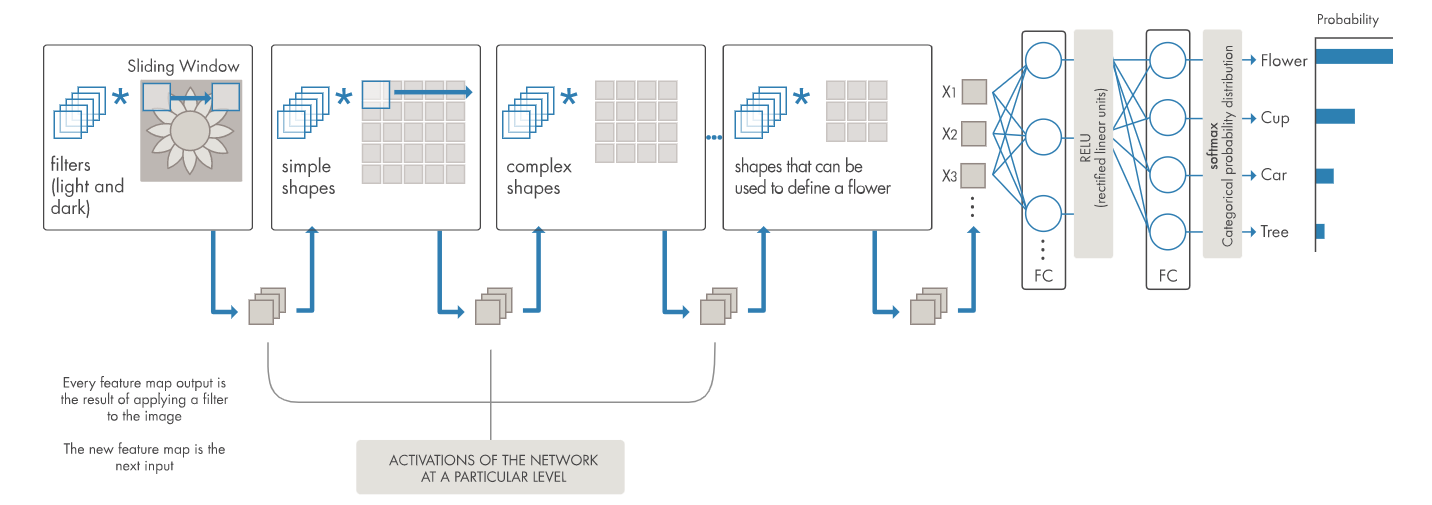 Sliding Window
*
filters
(light and
dark)
*
simple
shapes
*
complex
shapes
*
shapes that can be
used to define a flower
X1
X2
X3
FC
RELU
(rectified linear units)
FC
softmax
Categorical probability distribution
Probability
Flower
Cup
Car
Tree
Every feature map output is
the result of applying a filter
to the image
The new feature map is the
next input
ACTIVATIONS OF THE NETWORK
AT A PARTICULAR LEVEL